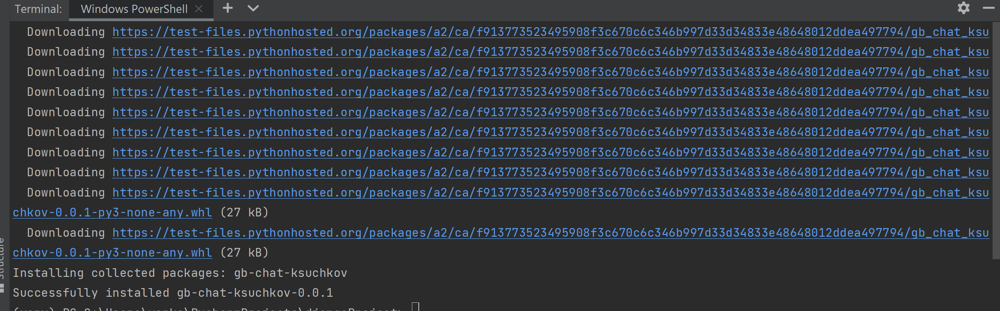 Terminal: Windows PowerShell
Downloading https://test-files.pythonhosted.org/packages/a2/ca/f913773523495908f3c670c6c346b997d33d34833e48648012ddea497794/gb_chat_ksu
Downloading https://test-files.pythonhosted.org/packages/a2/ca/f913773523495908f3c670c6c346b997d33d34833e48648012ddea497794/gb_chat_ksu
Downloading https://test-files.pythonhosted.org/packages/a2/ca/f913773523495908f3c670c6c346b997d33d34833e48648012ddea497794/gb_chat_ksu
Downloading https://test-files.pythonhosted.org/packages/a2/ca/f913773523495908f3c670c6c346b997d33d34833e48648012ddea497794/gb_chat_ksu
Downloading https://test-files.pythonhosted.org/packages/a2/ca/f913773523495908f3c670c6c346b997d33d34833e48648012ddea497794/gb_chat_ksu
Downloading https://test-files.pythonhosted.org/packages/a2/ca/f913773523495908f3c670c6c346b997d33d34833e48648012ddea497794/gb_chat_ksu
Downloading https://test-files.pythonhosted.org/packages/a2/ca/f913773523495908f3c670c6c346b997d33d34833e48648012ddea497794/gb_chat_ksu
Downloading https://test-files.pythonhosted.org/packages/a2/ca/f913773523495908f3c670c6c346b997d33d34833e48648012ddea497794/gb_chat_ksu
Downloading https://test-files.pythonhosted.org/packages/a2/ca/f913773523495908f3c670c6c346b997d33d34833e48648012ddea497794/gb_chat_ksu
chkov-0.0.1-py3-none-any.whl (27 kB)
Downloading https://test-files.pythonhosted.org/packages/a2/ca/f913773523495908f3c670c6c346b997d33d34833e48648012ddea497794/gb_chat_ksu
chkov-0.0.1-py3-none-any.whl (27 kB)
Installing collected packages: gb-chat-ksuchkov
Successfully installed gb-chat-ksuchkov-0.0.1
Structure